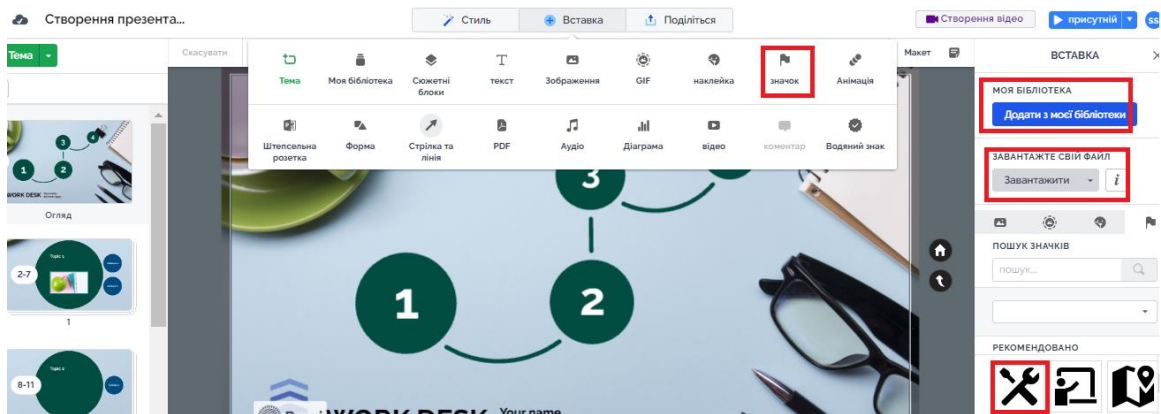 Створення презента...
Стиль
Вставка
Поділіться
Створення відео
присутній
ss
Тема
Скасувати
Макет
ВСТАВКА
Тема
Моя бібліотека
Сюжетні блоки
текст
Зображення
GIF
наклейка
значок
Анімація
Штепсельна розетка
Форма
Стрілка та лінія
PDF
Аудіо
Діаграма
відео
коментар
Водяний знак
МОЯ БІБЛІОТЕКА
Додати з моєї бібліотеки
ЗАВАНТАЖТЕ СВІЙ ФАЙЛ
Завантажити
i
ПОШУК ЗНАЧКІВ
пошук...
РЕКОМЕНДОВАНО
1
2
3
4
WORK DESK
Огляд
Topic 1
2-7
1
8-11
3
1
2
WORK DESK
Your name